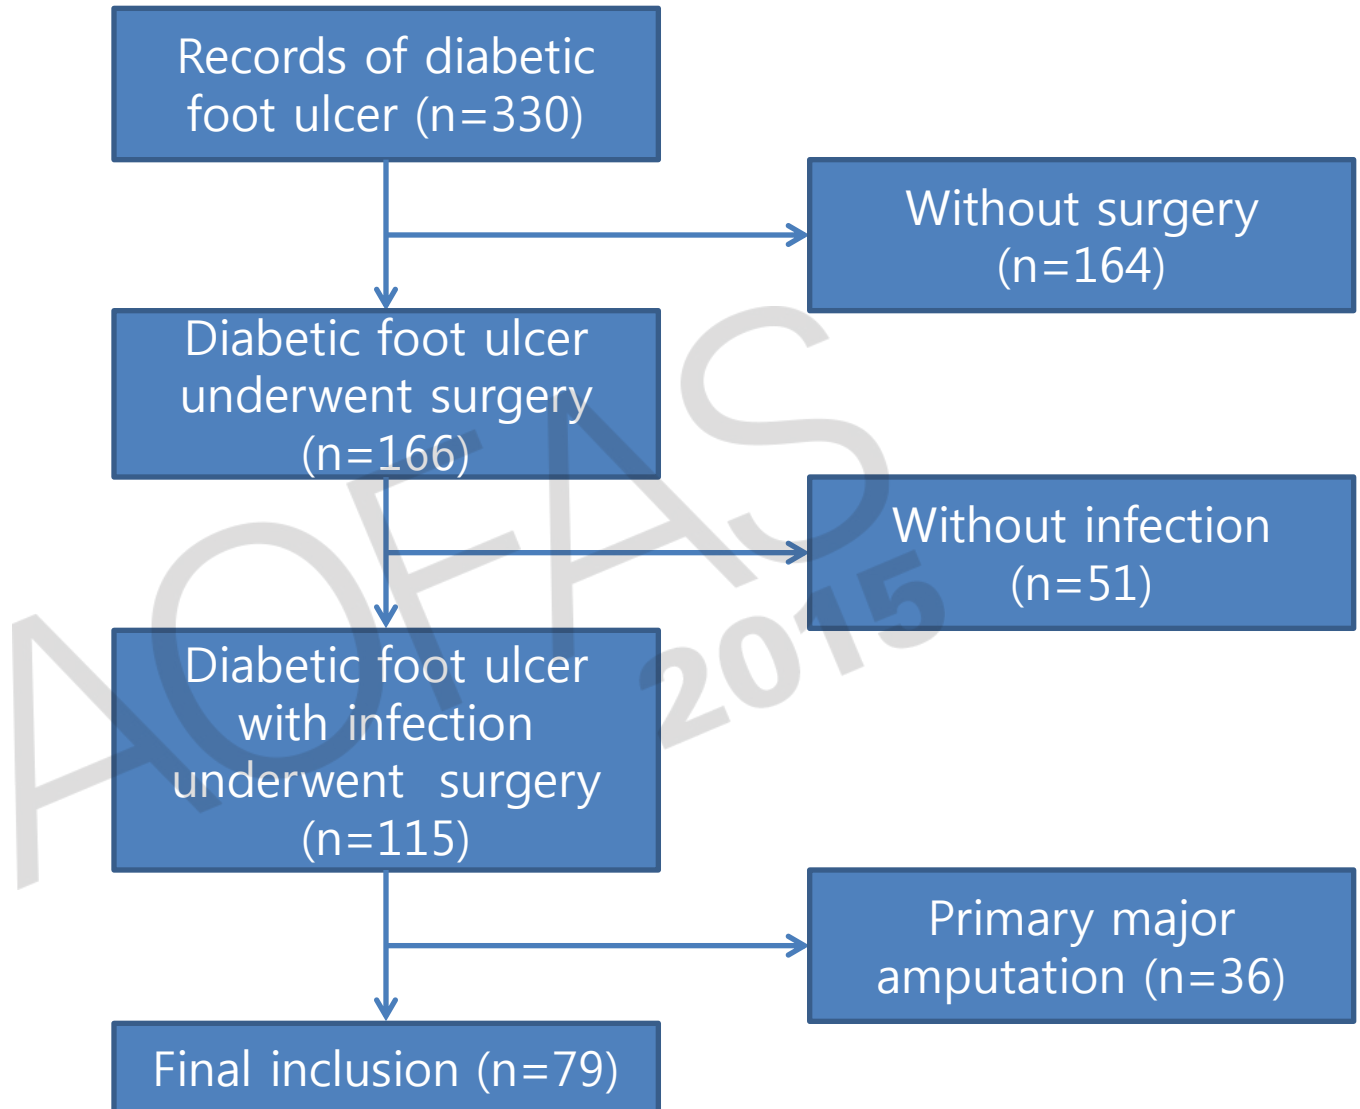 Records of diabetic
foot ulcer (n=330)
Without surgery
(n=164)
Diabetic foot ulcer
underwent surgery
(n=166)
Without infection
(n=51)
Diabetic foot ulcer
with infection
underwent surgery
(n=115)
Primary major
amputation (n=36)
Final inclusion (n=79)
AOFAS
2015